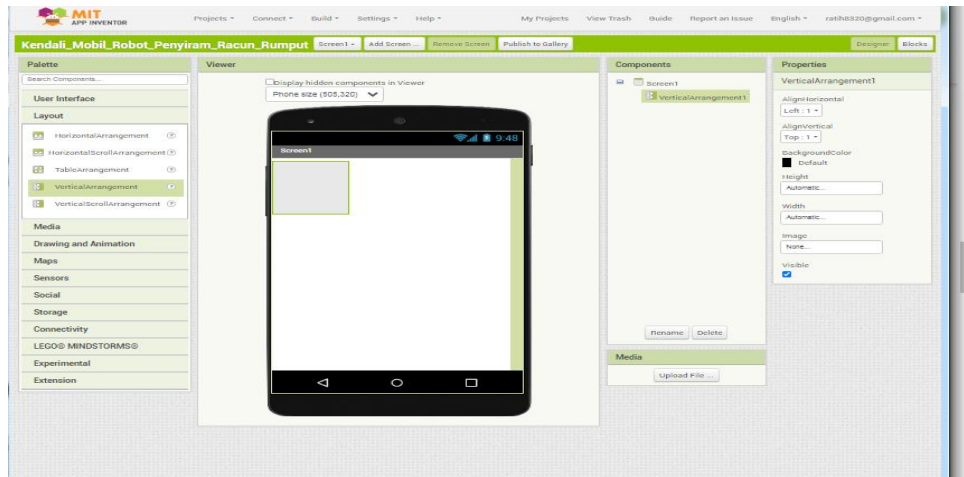 MIT
APP INVENTOR
Projects Connect Build Settings Help My Projects View Trash Guide Report an Issue English ratih8320@gmail.com
Kendali_Mobil_Robot_Penyiram_Racun_Rumput Screen1 Add Screen ... Remove Screen Publish to Gallery Designer Blocks
Palette
Search Components...
User Interface
Layout
HorizontalArrangement ?
HorizontalScrollArrangement ?
TableArrangement ?
VerticalArrangement ?
VerticalScrollArrangement ?
Media
Drawing and Animation
Maps
Sensors
Social
Storage
Connectivity
LEGO® MINDSTORMS®
Experimental
Extension
Viewer
Display hidden components in Viewer
Phone size (505,320)
9:48
Screen1
Components
Screen1
VerticalArrangement1
Rename Delete
Media
Upload File ...
Properties
VerticalArrangement1
AlignHorizontal
Left : 1
AlignVertical
Top : 1
BackgroundColor
Default
Height
Automatic...
Width
Automatic...
Image
None...
Visible